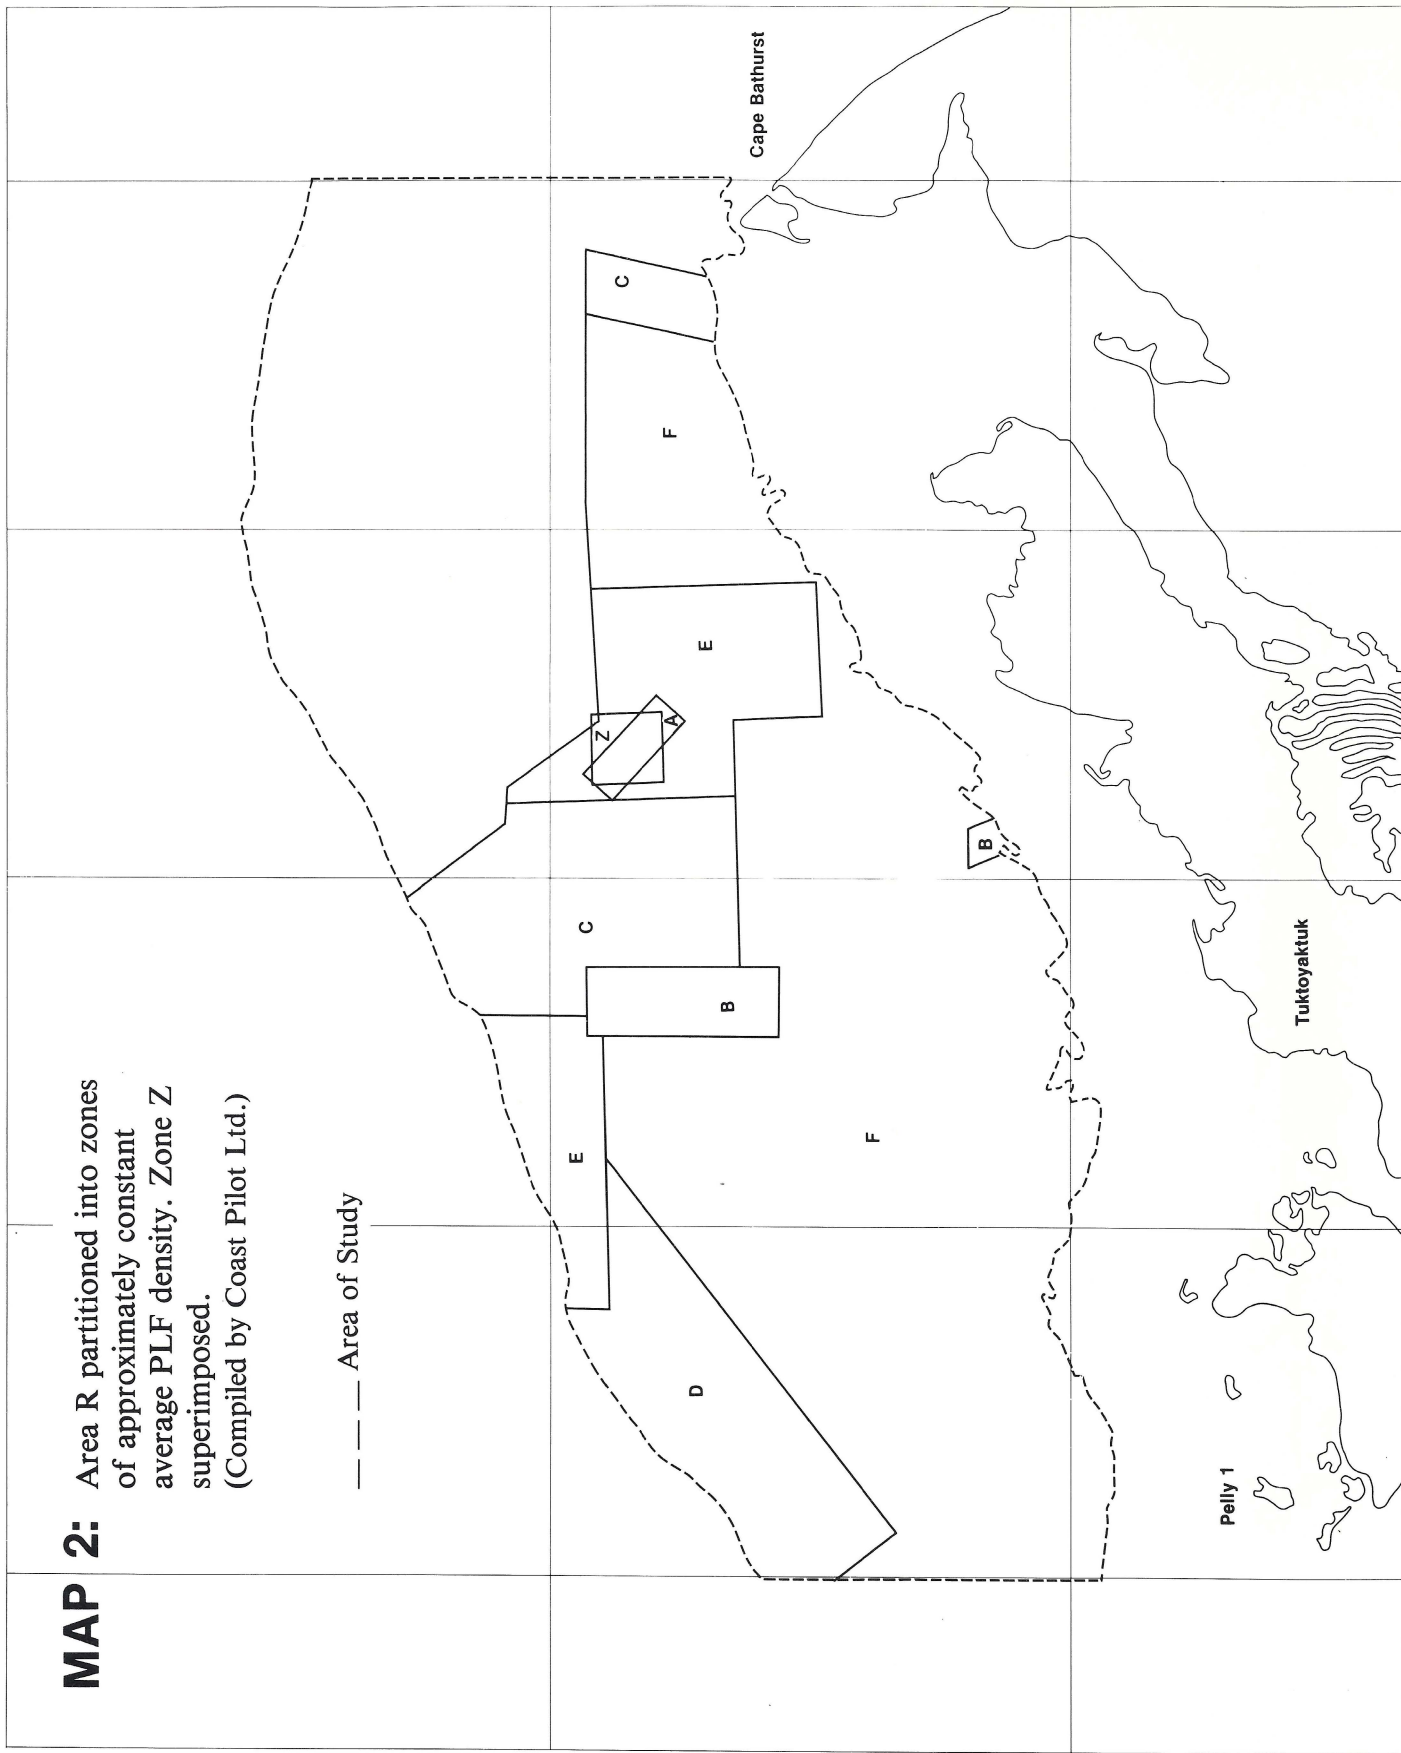 MAP 2: Area R partitioned into zones
of approximately constant
average PLF density. Zone Z
superimposed.
(Compiled by Coast Pilot Ltd.)
— — — Area of Study
E
D
C
B
F
Z
A
E
B
F
C
Cape Bathurst
Tuktoyaktuk
Pelly 1